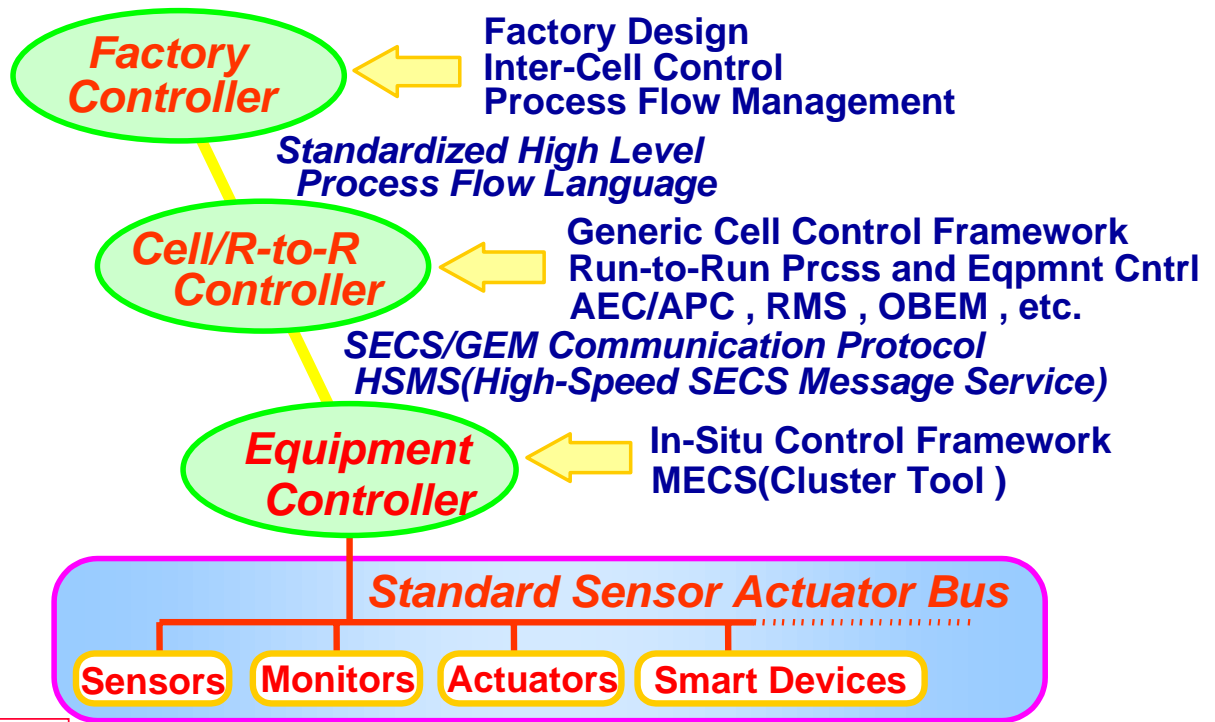 Factory
Controller
Factory Design
Inter-Cell Control
Process Flow Management
Standardized High Level
Process Flow Language
Cell/R-to-R
Controller
Generic Cell Control Framework
Run-to-Run Prcss and Eqpmnt Cntrl
AEC/APC , RMS , OBEM , etc.
SECS/GEM Communication Protocol
HSMS(High-Speed SECS Message Service)
Equipment
Controller
In-Situ Control Framework
MECS(Cluster Tool )
Standard Sensor Actuator Bus
Sensors
Monitors
Actuators
Smart Devices